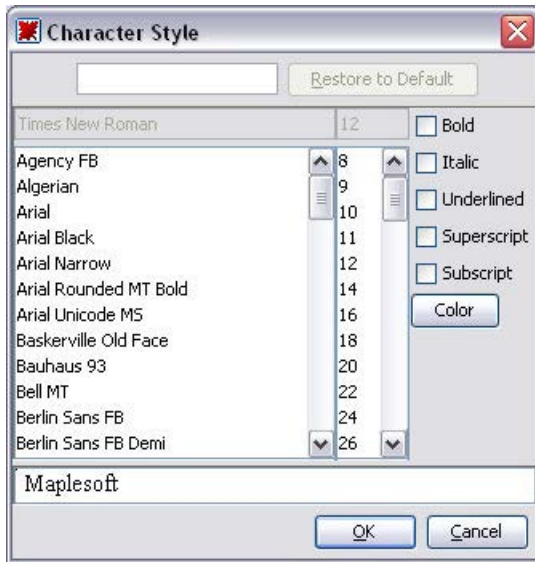 Character Style
Restore to Default
Times New Roman 12
Bold
Italic
Underlined
Superscript
Subscript
Color
Agency FB
Algerian
Arial
Arial Black
Arial Narrow
Arial Rounded MT Bold
Arial Unicode MS
Baskerville Old Face
Bauhaus 93
Bell MT
Berlin Sans FB
Berlin Sans FB Demi
8
9
10
11
12
14
16
18
20
22
24
26
Maplesoft
OK Cancel